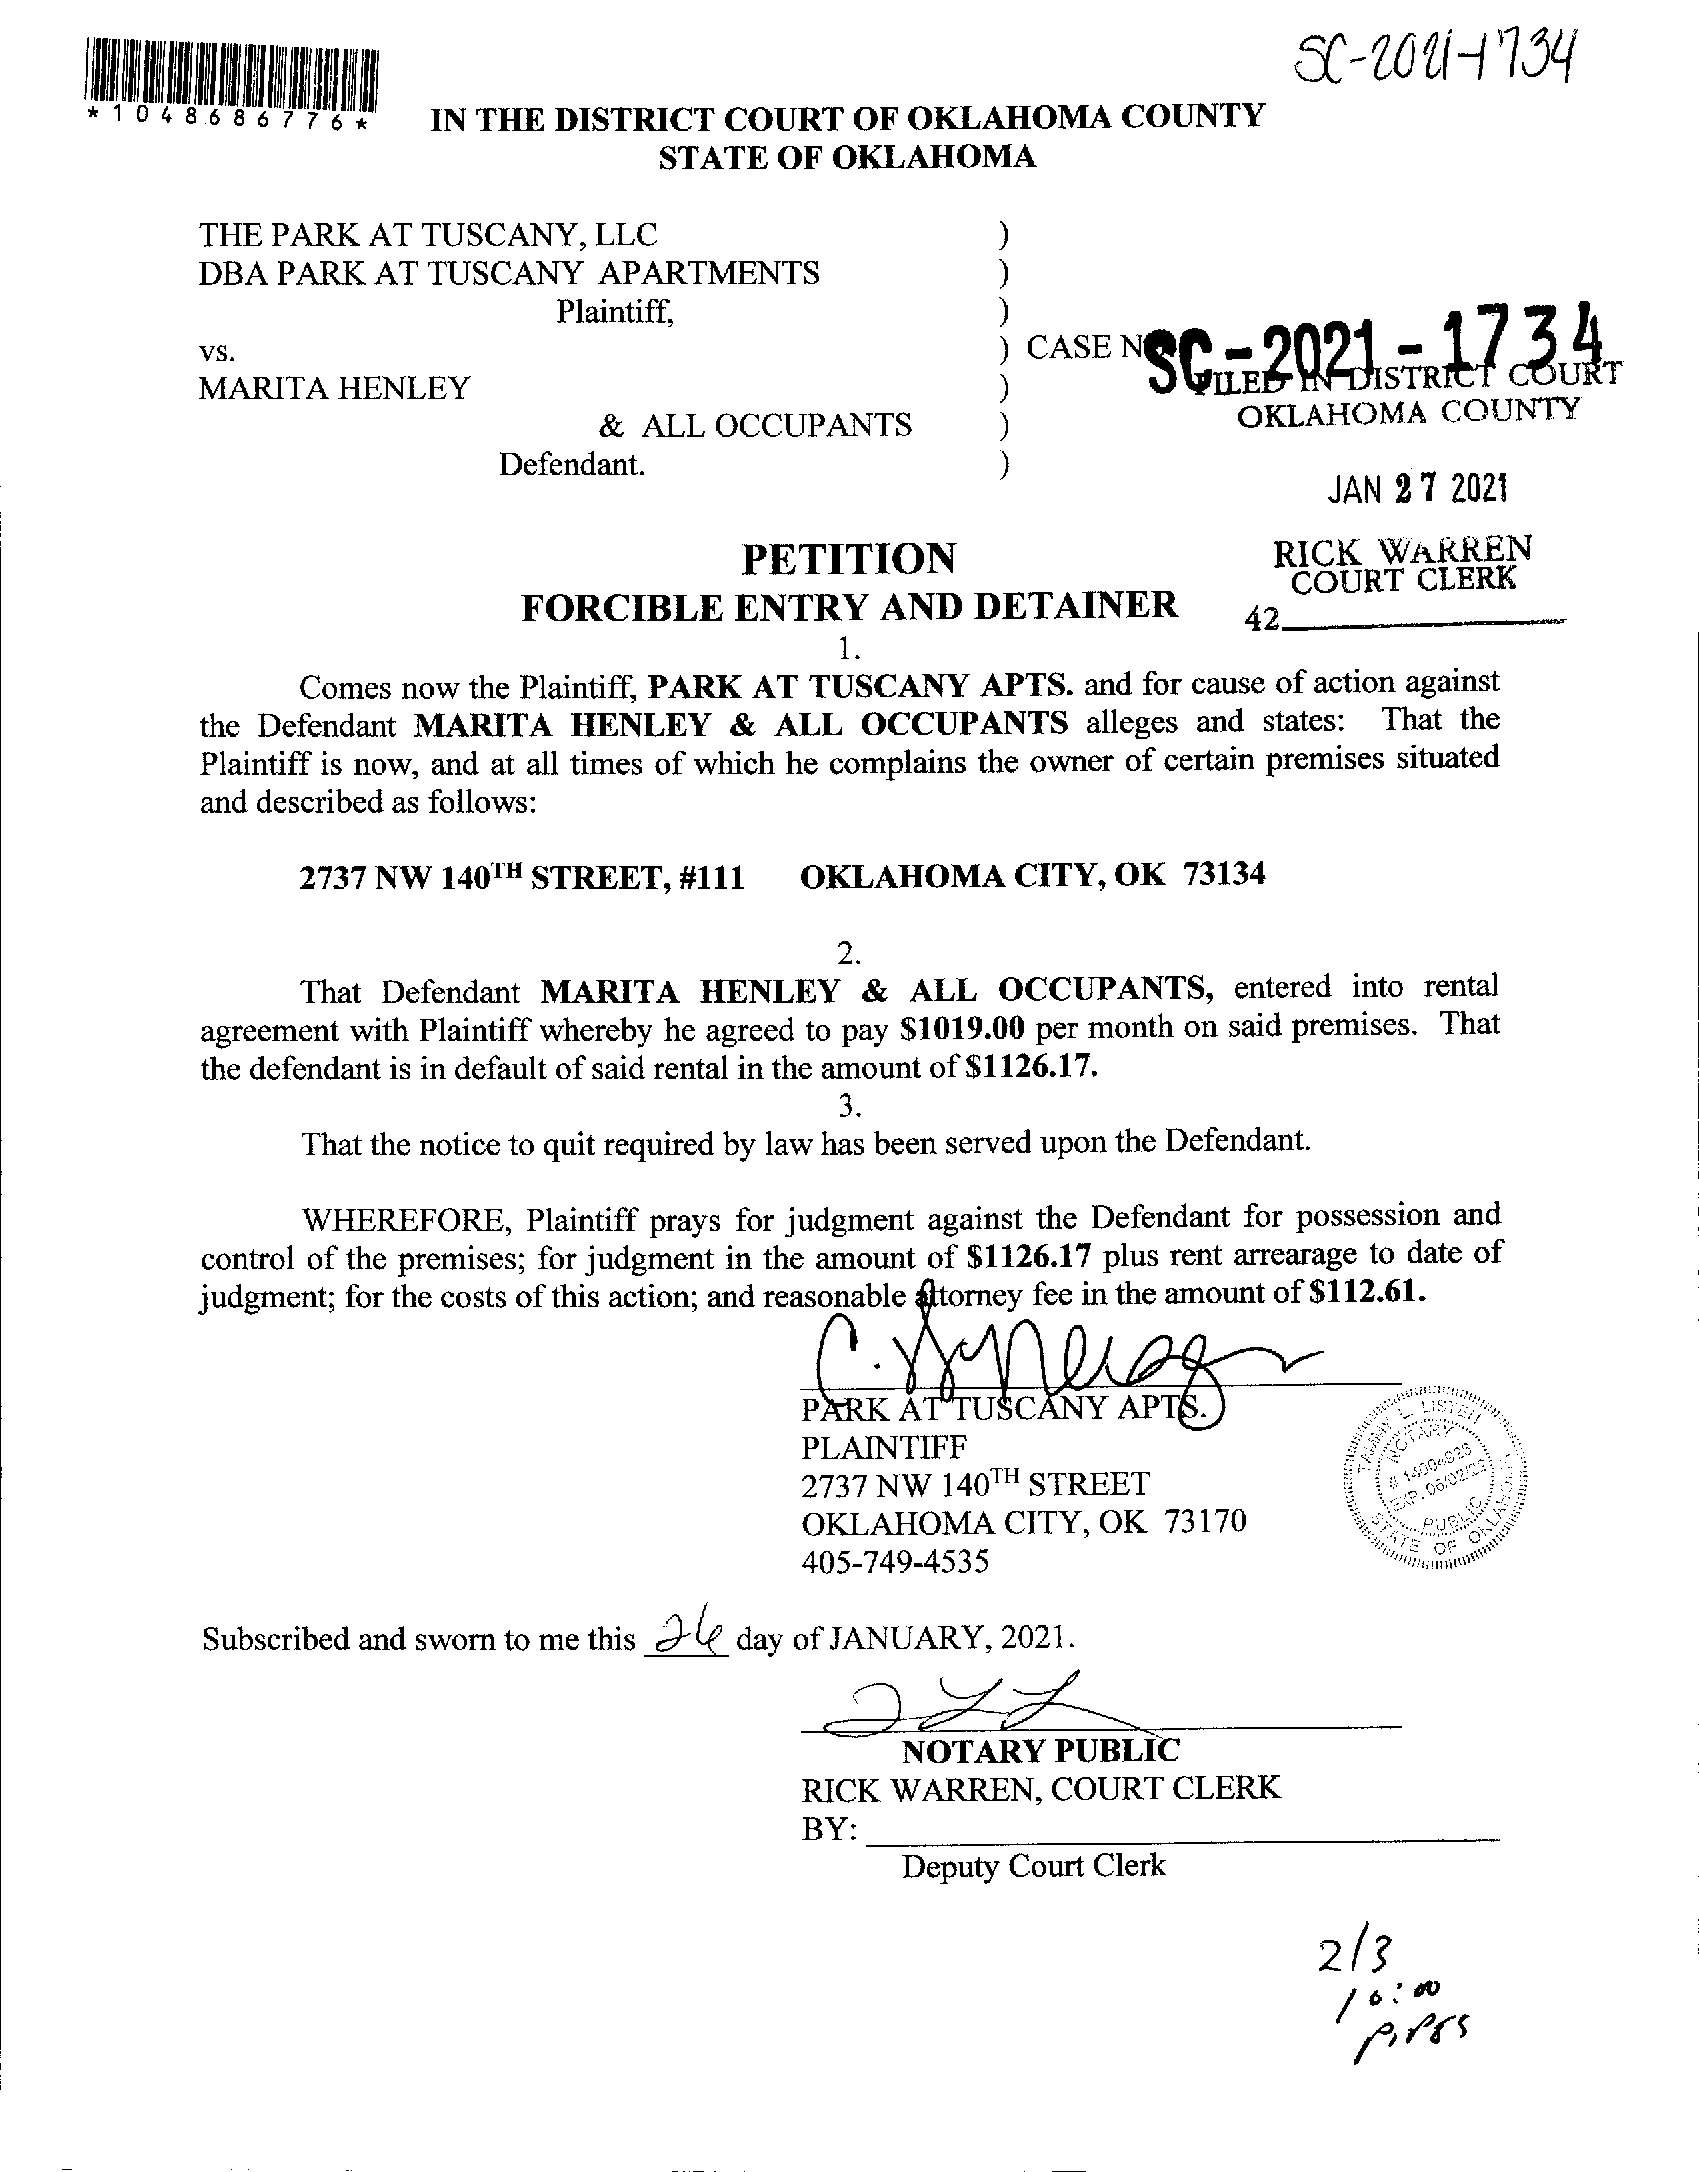 SC-2021-1734
*1048686776*
IN THE DISTRICT COURT OF OKLAHOMA COUNTY
STATE OF OKLAHOMA
THE PARK AT TUSCANY, LLC )
DBA PARK AT TUSCANY APARTMENTS )
Plaintiff, )
vs. ) CASE N SC-2021-1734
FILED IN DISTRICT COURT
MARITA HENLEY )
OKLAHOMA COUNTY
& ALL OCCUPANTS )
Defendant. )
JAN 27 2021
PETITION
RICK WARREN
COURT CLERK
FORCIBLE ENTRY AND DETAINER
42
1.
Comes now the Plaintiff, PARK AT TUSCANY APTS. and for cause of action against
the Defendant MARITA HENLEY & ALL OCCUPANTS alleges and states: That the
Plaintiff is now, and at all times of which he complains the owner of certain premises situated
and described as follows:
2737 NW 140TH STREET, #111 OKLAHOMA CITY, OK 73134
2.
That Defendant MARITA HENLEY & ALL OCCUPANTS, entered into rental
agreement with Plaintiff whereby he agreed to pay $1019.00 per month on said premises. That
the defendant is in default of said rental in the amount of $1126.17.
3.
That the notice to quit required by law has been served upon the Defendant.
WHEREFORE, Plaintiff prays for judgment against the Defendant for possession and
control of the premises; for judgment in the amount of $1126.17 plus rent arrearage to date of
judgment; for the costs of this action; and reasonable attorney fee in the amount of $112.61.
PARK AT TUSCANY APTS.
PLAINTIFF
2737 NW 140TH STREET
OKLAHOMA CITY, OK 73170
405-749-4535
TAMMY L. LISTEN
NOTARY
PUBLIC
STATE OF OKLAHOMA
Subscribed and sworn to me this 26 day of JANUARY, 2021.
NOTARY PUBLIC
RICK WARREN, COURT CLERK
BY:
Deputy Court Clerk
2/3
10:00